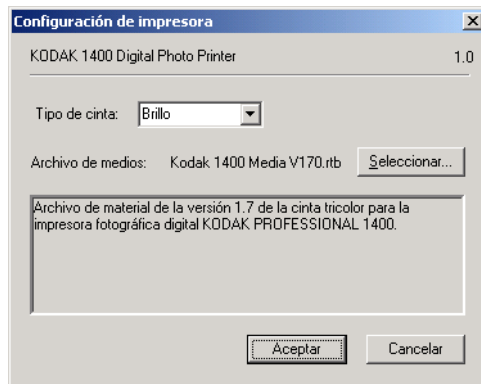 Configuración de impresora
KODAK 1400 Digital Photo Printer 1.0
Tipo de cinta: Brillo
Archivo de medios: Kodak 1400 Media V170.rtb Seleccionar...
Archivo de material de la versión 1.7 de la cinta tricolor para la
impresora fotográfica digital KODAK PROFESSIONAL 1400.
Aceptar Cancelar